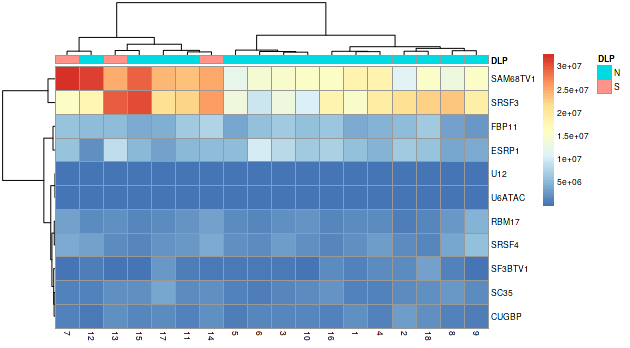 DLP
SAM68TV1
SRSF3
FBP11
ESRP1
U12
U6ATAC
RBM17
SRSF4
SF3BTV1
SC35
CUGBP
7 12 13 15 17 11 14 5 6 3 10 16 1 4 2 18 8 9
3e+07
2.5e+07
2e+07
1.5e+07
1e+07
5e+06
DLP
N
S